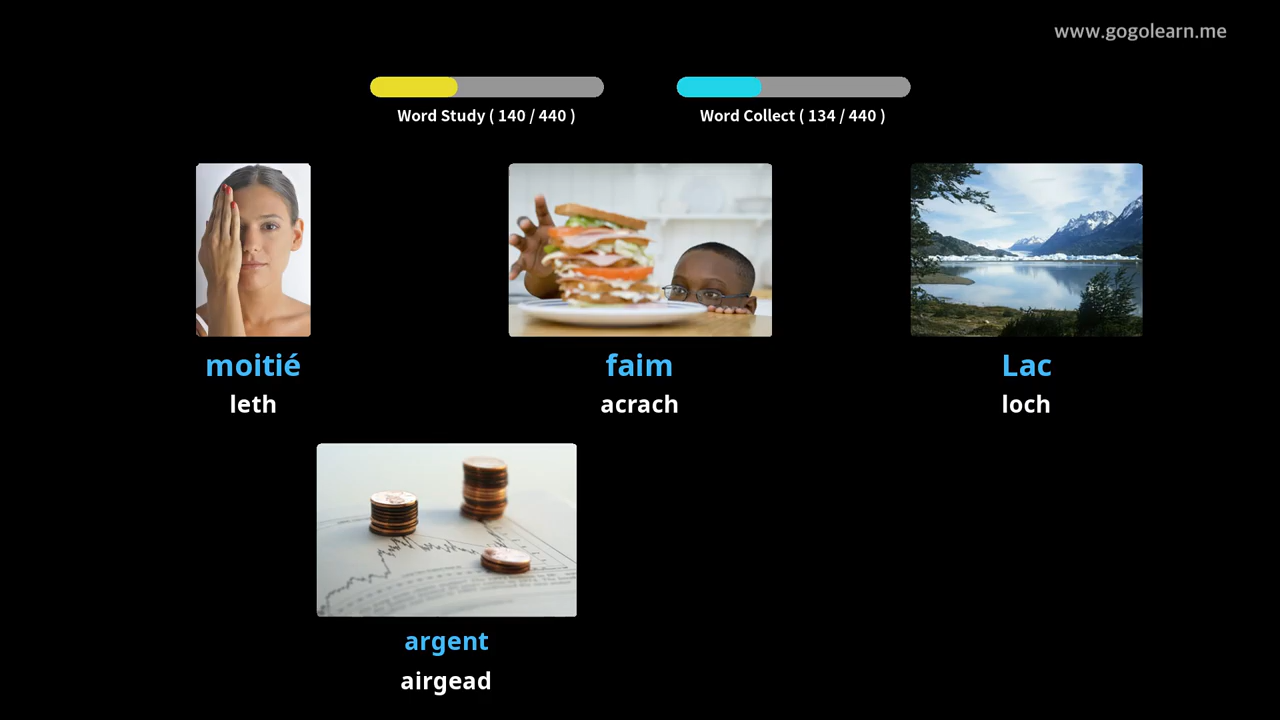 www.gogolearn.me
Word Study ( 140 / 440 )
Word Collect ( 134 / 440 )
moitié
leth
faim
acrach
Lac
loch
argent
airgead